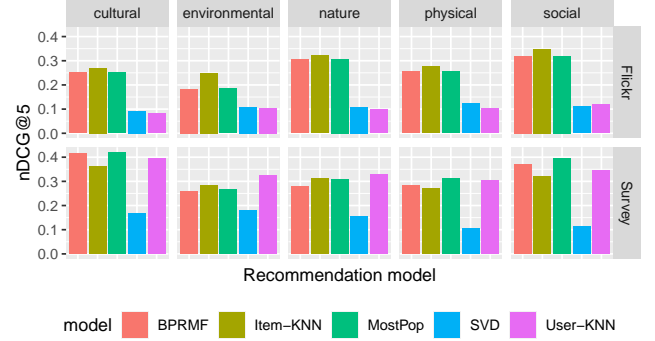 cultural environmental nature physical social
0.4
0.3
0.2
0.1
0.0
Flickr
nDCG@5
0.4
0.3
0.2
0.1
0.0
Survey
Recommendation model
model BPRMF Item−KNN MostPop SVD User−KNN